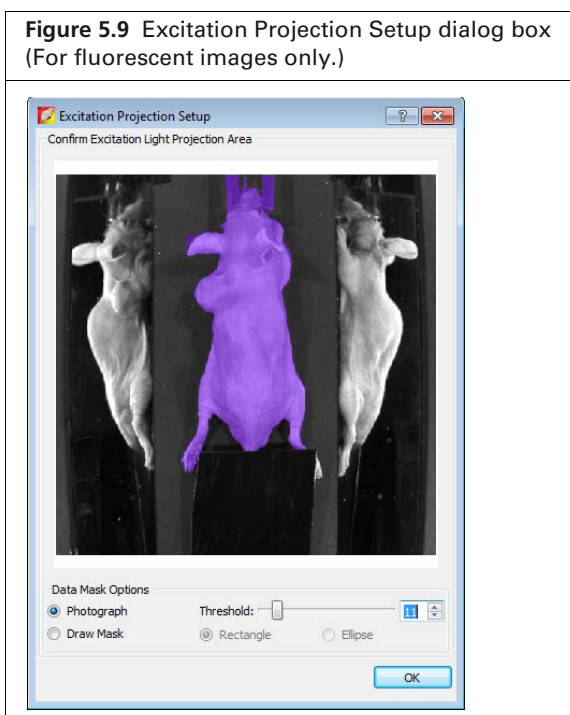 Figure 5.9 Excitation Projection Setup dialog box
(For fluorescent images only.)
Excitation Projection Setup
?
Confirm Excitation Light Projection Area
Data Mask Options
Photograph Threshold: 11
Draw Mask Rectangle Ellipse
OK